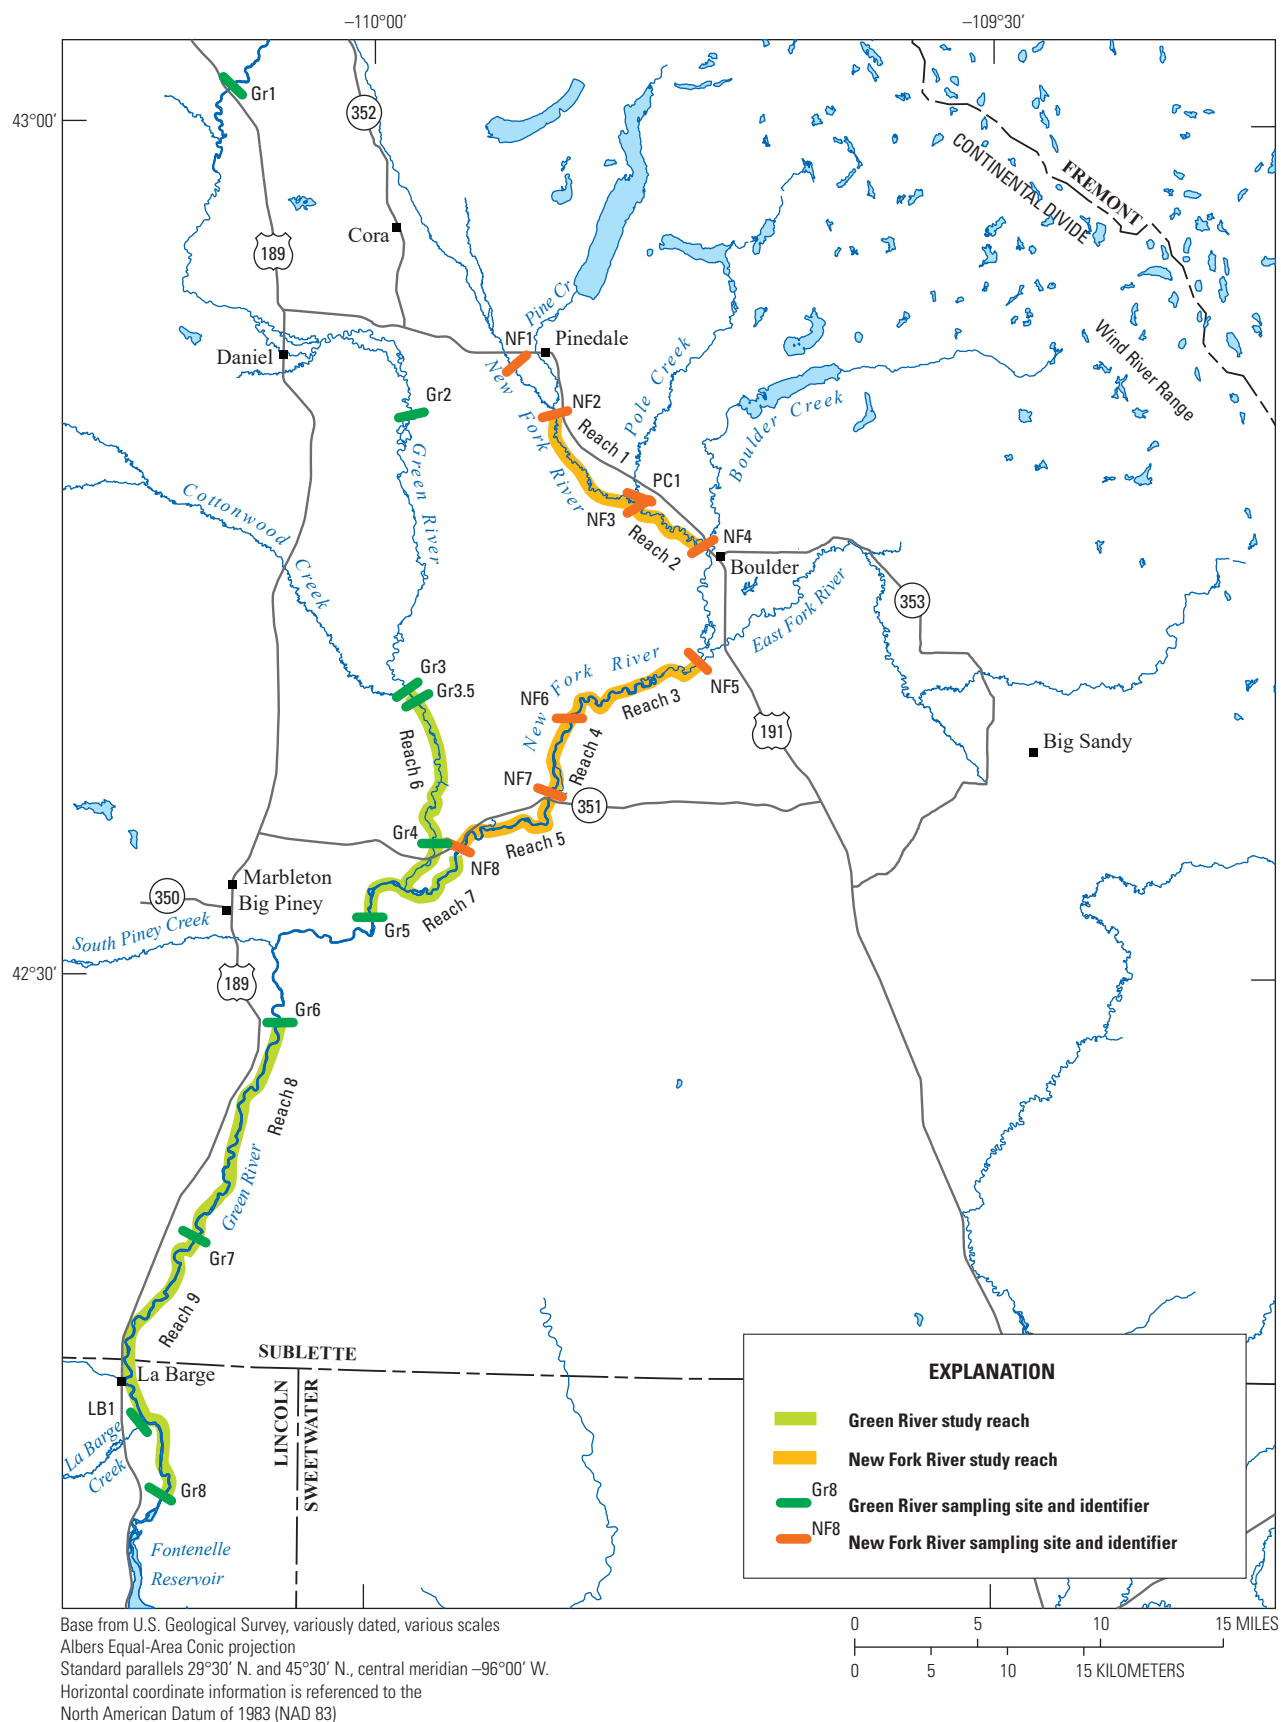 –110°00'
–109°30'
43°00'
42°30'
Gr1
352
CONTINENTAL DIVIDE
FREMONT
Cora
189
Pine Cr
NF1
Pinedale
Daniel
Wind River Range
New Fork River
Pole Creek
Boulder Creek
Gr2
NF2
Reach 1
Green River
PC1
NF3
Cottonwood Creek
Reach 2
NF4
Boulder
East Fork River
353
Gr3
Gr3.5
New Fork River
NF5
NF6
Reach 3
191
Big Sandy
Reach 6
Reach 4
NF7
351
Gr4
Reach 5
NF8
Marbleton
350
Big Piney
Reach 7
Gr5
South Piney Creek
189
Gr6
Reach 8
Green River
Gr7
Reach 9
SUBLETTE
La Barge
LINCOLN
SWEETWATER
LB1
La Barge
Creek
Gr8
Fontenelle
Reservoir
EXPLANATION
Green River study reach
New Fork River study reach
Gr8
Green River sampling site and identifier
NF8
New Fork River sampling site and identifier
Base from U.S. Geological Survey, variously dated, various scales
Albers Equal-Area Conic projection
Standard parallels 29°30' N. and 45°30' N., central meridian –96°00' W.
Horizontal coordinate information is referenced to the
North American Datum of 1983 (NAD 83)
0 5 10 15 MILES
0 5 10 15 KILOMETERS